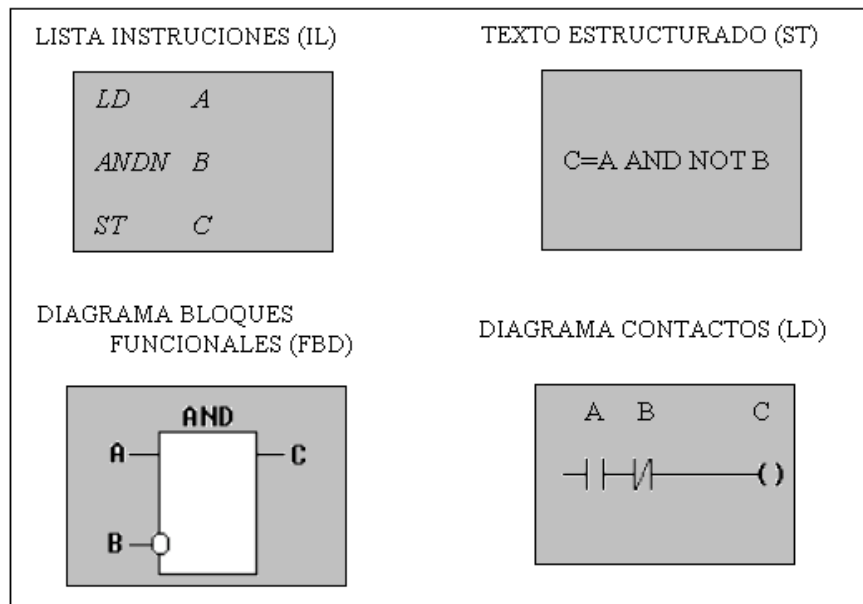 LISTA INSTRUCIONES (IL)
LD A
ANDN B
ST C
TEXTO ESTRUCTURADO (ST)
C=A AND NOT B
DIAGRAMA BLOQUES
FUNCIONALES (FBD)
AND
A C
B
DIAGRAMA CONTACTOS (LD)
A B C